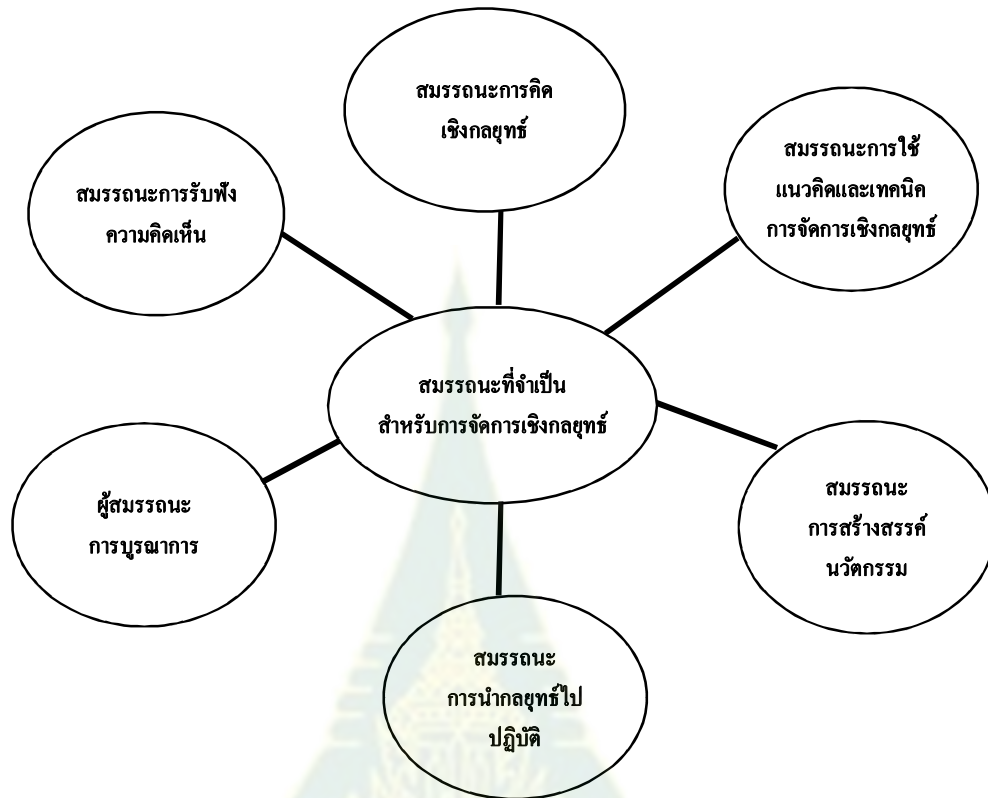 สมรรถนะการคิด
เชิงกลยุทธ์
สมรรถนะการใช้
แนวคิดและเทคนิค
การจัดการเชิงกลยุทธ์
สมรรถนะการรับฟัง
ความคิดเห็น
สมรรถนะที่จำเป็น
สำหรับการจัดการเชิงกลยุทธ์
สมรรถนะ
การสร้างสรรค์
นวัตกรรม
ผู้สมรรถนะ
การบูรณาการ
สมรรถนะ
การนำกลยุทธ์ไป
ปฏิบัติ